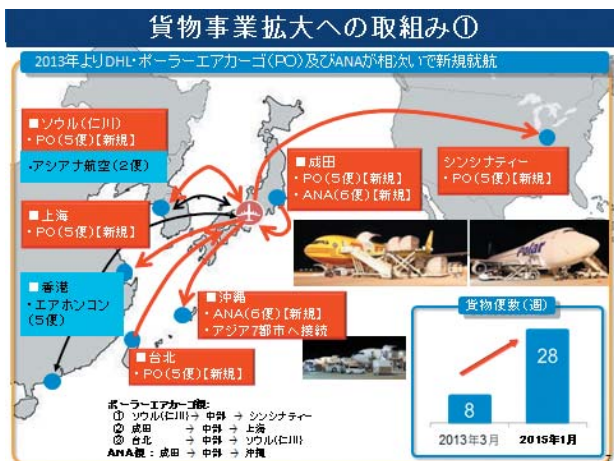 貨物事業拡大への取組み①
2013年よりDHL・ポーラーエアカーゴ(PO)及びANAが相次いで新規就航
■ソウル(仁川)
・PO(5便)【新規】
・アシアナ航空(2便)
■上海
・PO(5便)【新規】
■香港
・エアホンコン
(5便)
■台北
・PO(5便)【新規】
■沖縄
・ANA(6便)【新規】
・アジア7都市へ接続
■成田
・PO(5便)【新規】
・ANA(6便)【新規】
シンシナティー
・PO(5便)【新規】
polar
貨物便数(週)
8
28
2013年3月
2015年1月
ポーラーエアカーゴ機:
① ソウル(仁川)→ 中部 → シンシナティー
② 成田 → 中部 → 上海
③ 台北 → 中部 → ソウル(仁川)
ANA機:成田 → 中部 → 沖縄
7